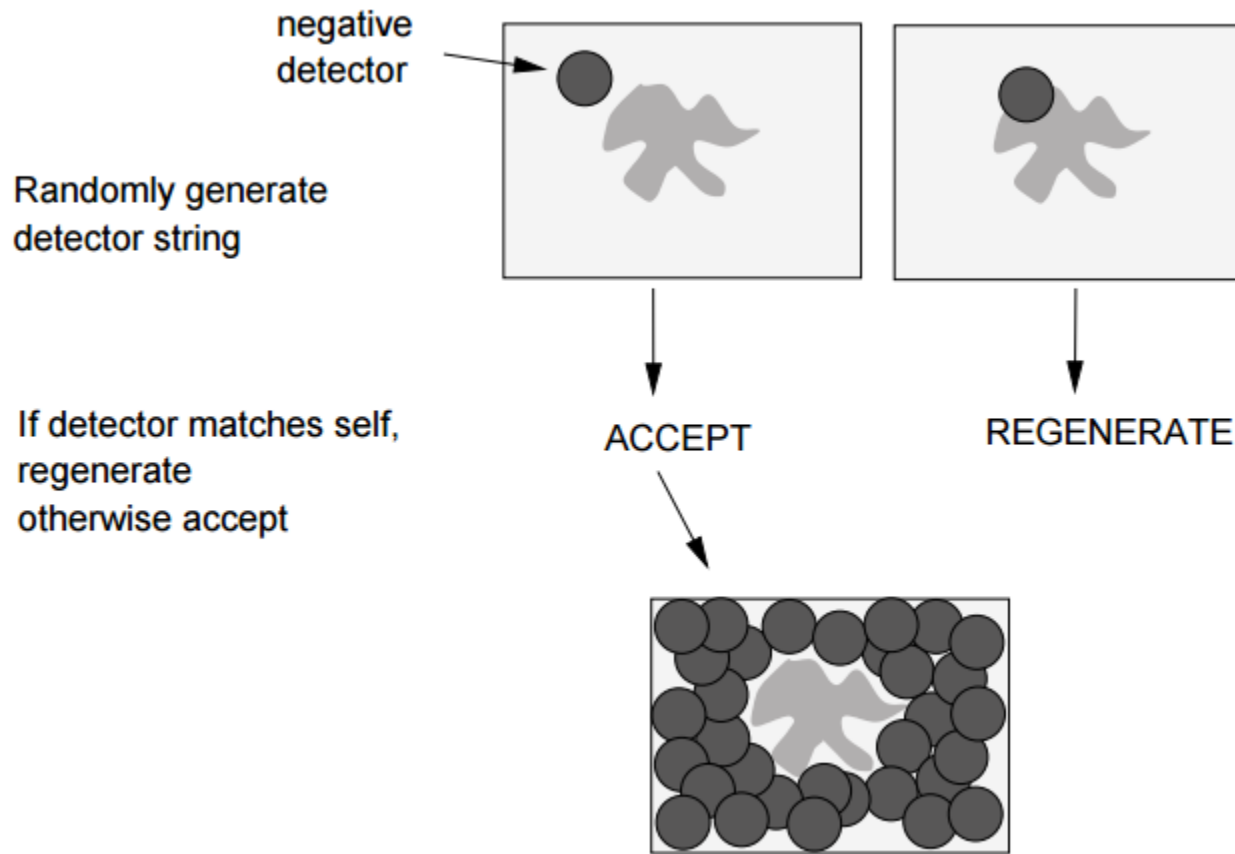 negative
detector
Randomly generate
detector string
If detector matches self,
regenerate
otherwise accept
ACCEPT
REGENERATE